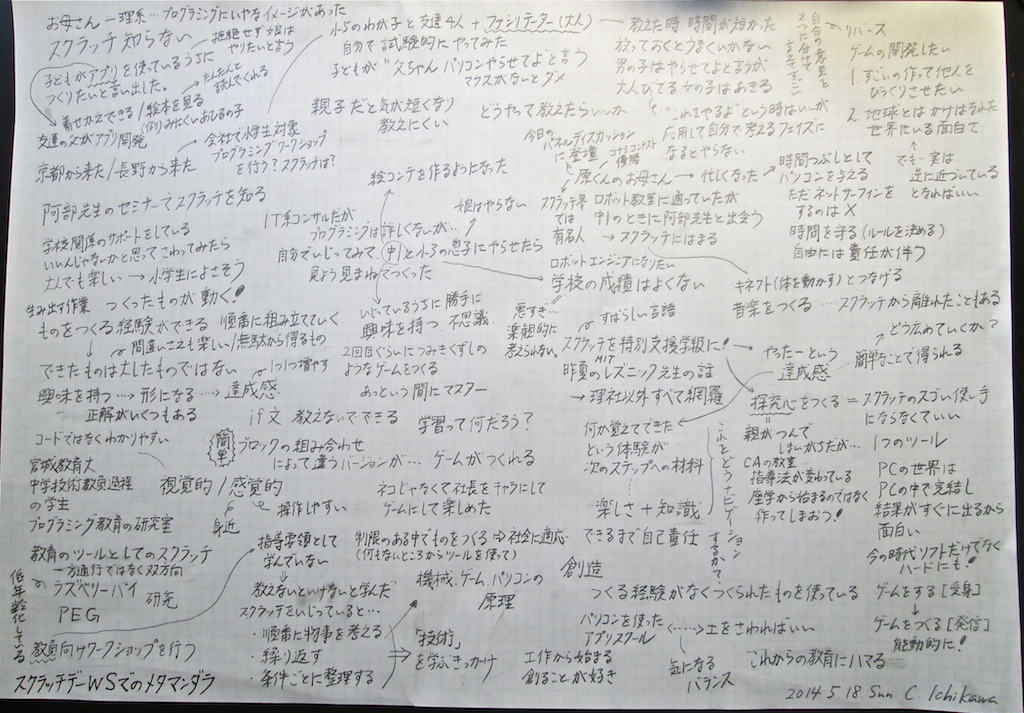 お母さん一理系…プログラミングにいやなイメージがあった
スクラッチ知らない
拒絶せず娘は
やりたいと言う
子どもがアプリを使っているうちに
つくりたいと言い出した。
たんたんと
読んでくれる
着せかえできる/絵本を見る
(作り)みにくいあひるの子
友達の父がアプリ開発
京都から来た/長野から来た
会社で小学生対象
プログラミングワークショップ
を行う?スクラッチは?
小5のわが子と友達4人+ファシリテーター(大人)
自分で試験的にやってみた
子どもが“父ちゃんパソコンやらせてよ”と言う
マウスがないとダメ
親子だと気が短くなり
教えにくい
どうやって教えたらいいか
教えた時 時間が短かった
放っておくとうまくいかない
男の子はやらせてよと言うが
大人びてる女の子はあきる
“これをやるよ”という時はいいが
応用して自分で考えるフェイズに
なるとやらない
リバース
ゲームの開発したい
1.すごいの作って他人を
びっくりさせたい
2.地球とはかけはなれた
世界にいる面白て
でも…実は
近に近づいている
となればいい
今日の
パネルディスカッション
に登壇
コナミコンテスト
優勝
原くんのお母さん→忙しくなった
時間つぶしとして
パソコンを与える
ただネットサーフィンを
するのは×
時間を守る(ルールを決める)
自由には責任が伴う
スクラッチ界
では
有名人
ロボット教室に通っていたが
中1のときに阿部先生と出会う
→スクラッチにはまる
ロボットエンジニアになりたい
学校の成績はよくない
阿部先生のセミナーでスクラッチを知る
絵コンテを作るようになった
IT系コンサルだが
プログラミングは詳しくないが…
娘はやらない
自分でいじってみて、中1と小3の息子にやらせたら
見よう見まねでつくった
学校関係のサポートをしている
いいんじゃないかと思ってこわってみたら
大人でも楽しい…→小学生によさそう
生み出す作業 つくったものが動く!
ものをつくる経験ができる 順番に組み立てていく
間違いさえも楽しい/無駄から得るもの
できたものは大したものではない
1つ1つ増やす
興味を持つ…→形になる…→達成感
正解がいくつもある
いじっているうちに勝手に
興味を持つ、不思議
2回目ぐらいにつみきくずしの
ようなゲームをつくる
あっという間にマスター
悪すぎ…
楽観的に
考えられない。
すばらしい言語
スクラッチを特別支援学級に!
MIT
昨夏のレズニック先生の話
→理社以外すべて網羅
キネクト(体を動かす)とつなげる
音楽をつくる……スクラッチから離れたこともある
どう広めていくか?
やったーという
達成感…簡単なことで得られる
探究心をつくる=スクラッチのスゴイ使い手
にならなくていい
if文 教えないでできる
学習って何だろう?
コードではなくわかりやすい
簡単
ブロックの組み合わせ
によって違うバージョンが… ゲームがつくれる
宮城教育大
中学技術教員過程
の学生
プログラミング教育の研究室
視覚的/感覚的
身近
操作しやすい
ネコじゃなくて社長をキャラにして
ゲームにして楽しめた
何か覚えてできた
という体験が
次のステップへの材料
楽しさ+知識
これをどうナビゲーションするかで、
できるまで自己責任
親がつんで
しまいがちだが…
CAの教室
指導法が変わっている
座学から始まるのではなく
作ってしまおう!
1つのツール
PCの世界は
PCの中で完結し
結果がすぐに出るから
面白い
今の時代ソフトだけでなく
ハードにも!
教育のツールとしてのスクラッチ
一方通行ではなく双方向
ラズベリーパイ
研究
PEG
低年齢化している
教員向けワークショップを行う
指導要領として
学んでいない
教えないといけないと学んだ
スクラッチをいじっていると…
・順番に物事を考える
・繰り返す
・条件ごとに整理する
制限のある中でものをつくる⇒社会に適応
(何もないところからツールを使って)
機械、ゲーム、パソコンの
原理
「技術」
を学ぶきっかけ
創造
つくる経験がなくつくられたものを使っている
パソコンを使った
アプリスクール
土をさわればいい
気になる
バランス
工作から始まる
創ることが好き
ゲームをする[受身]
ゲームをつくる[発信]
能動的に!
これからの教育にハマる
スクラッチデーWSでのメタマンダラ
2014 5 18 Sun C. Ichikawa